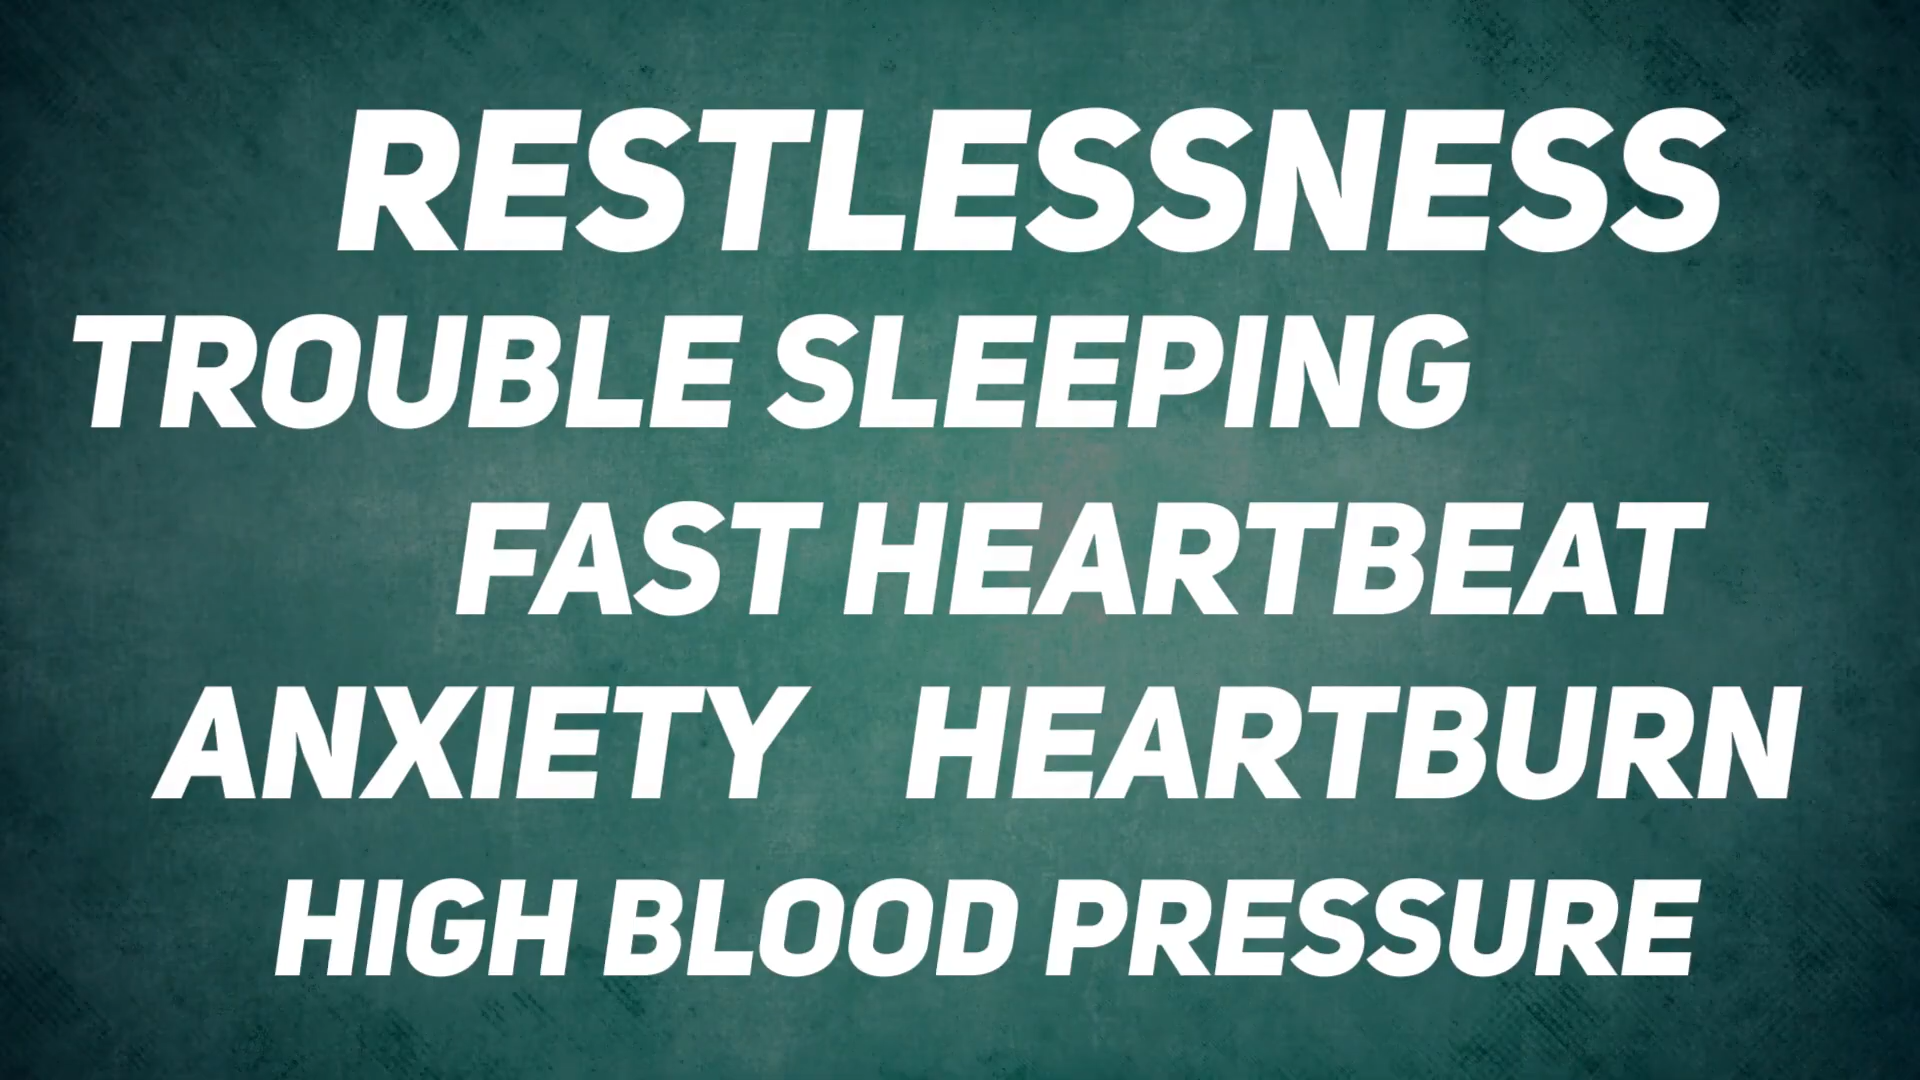 RESTLESSNESS
TROUBLE SLEEPING
FAST HEARTBEAT
ANXIETY HEARTBURN
HIGH BLOOD PRESSURE